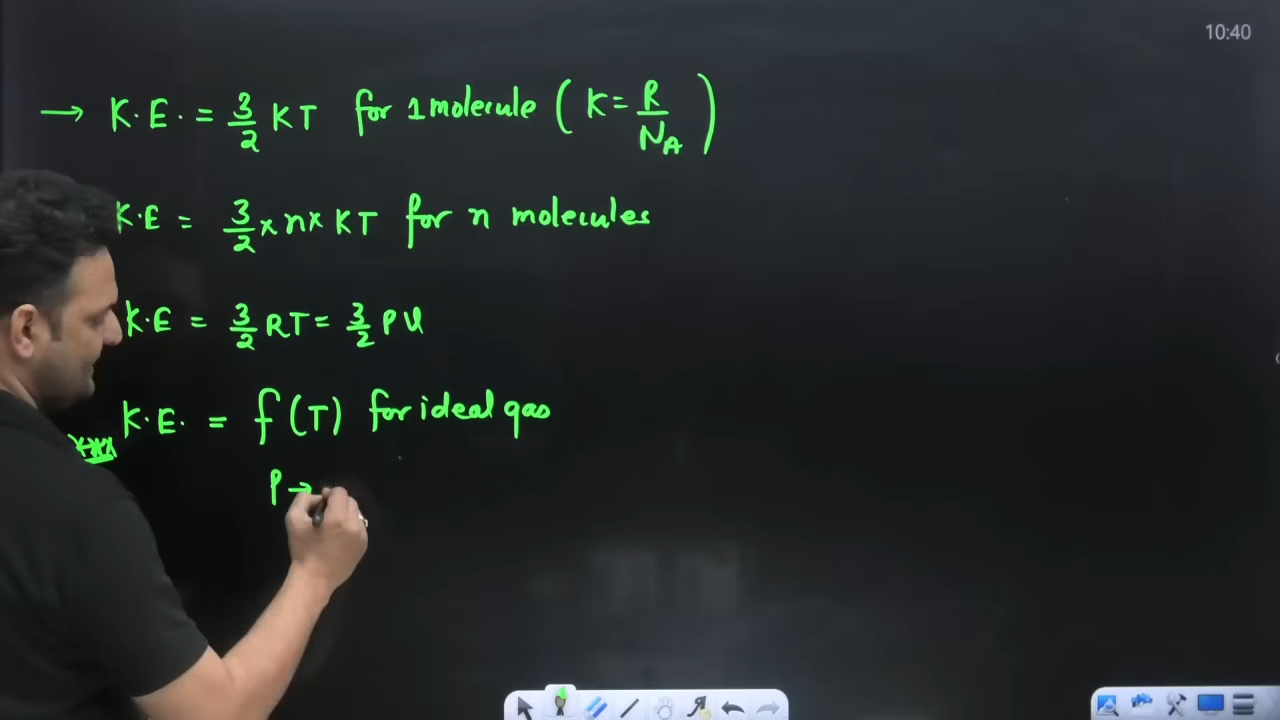 10:40
→ K.E. = 3/2 KT for 1 molecule (K = R/N_A)
K.E = 3/2 × n × KT for n molecules
K.E = 3/2 RT = 3/2 PV
K.E. = f(T) for ideal gas
P →